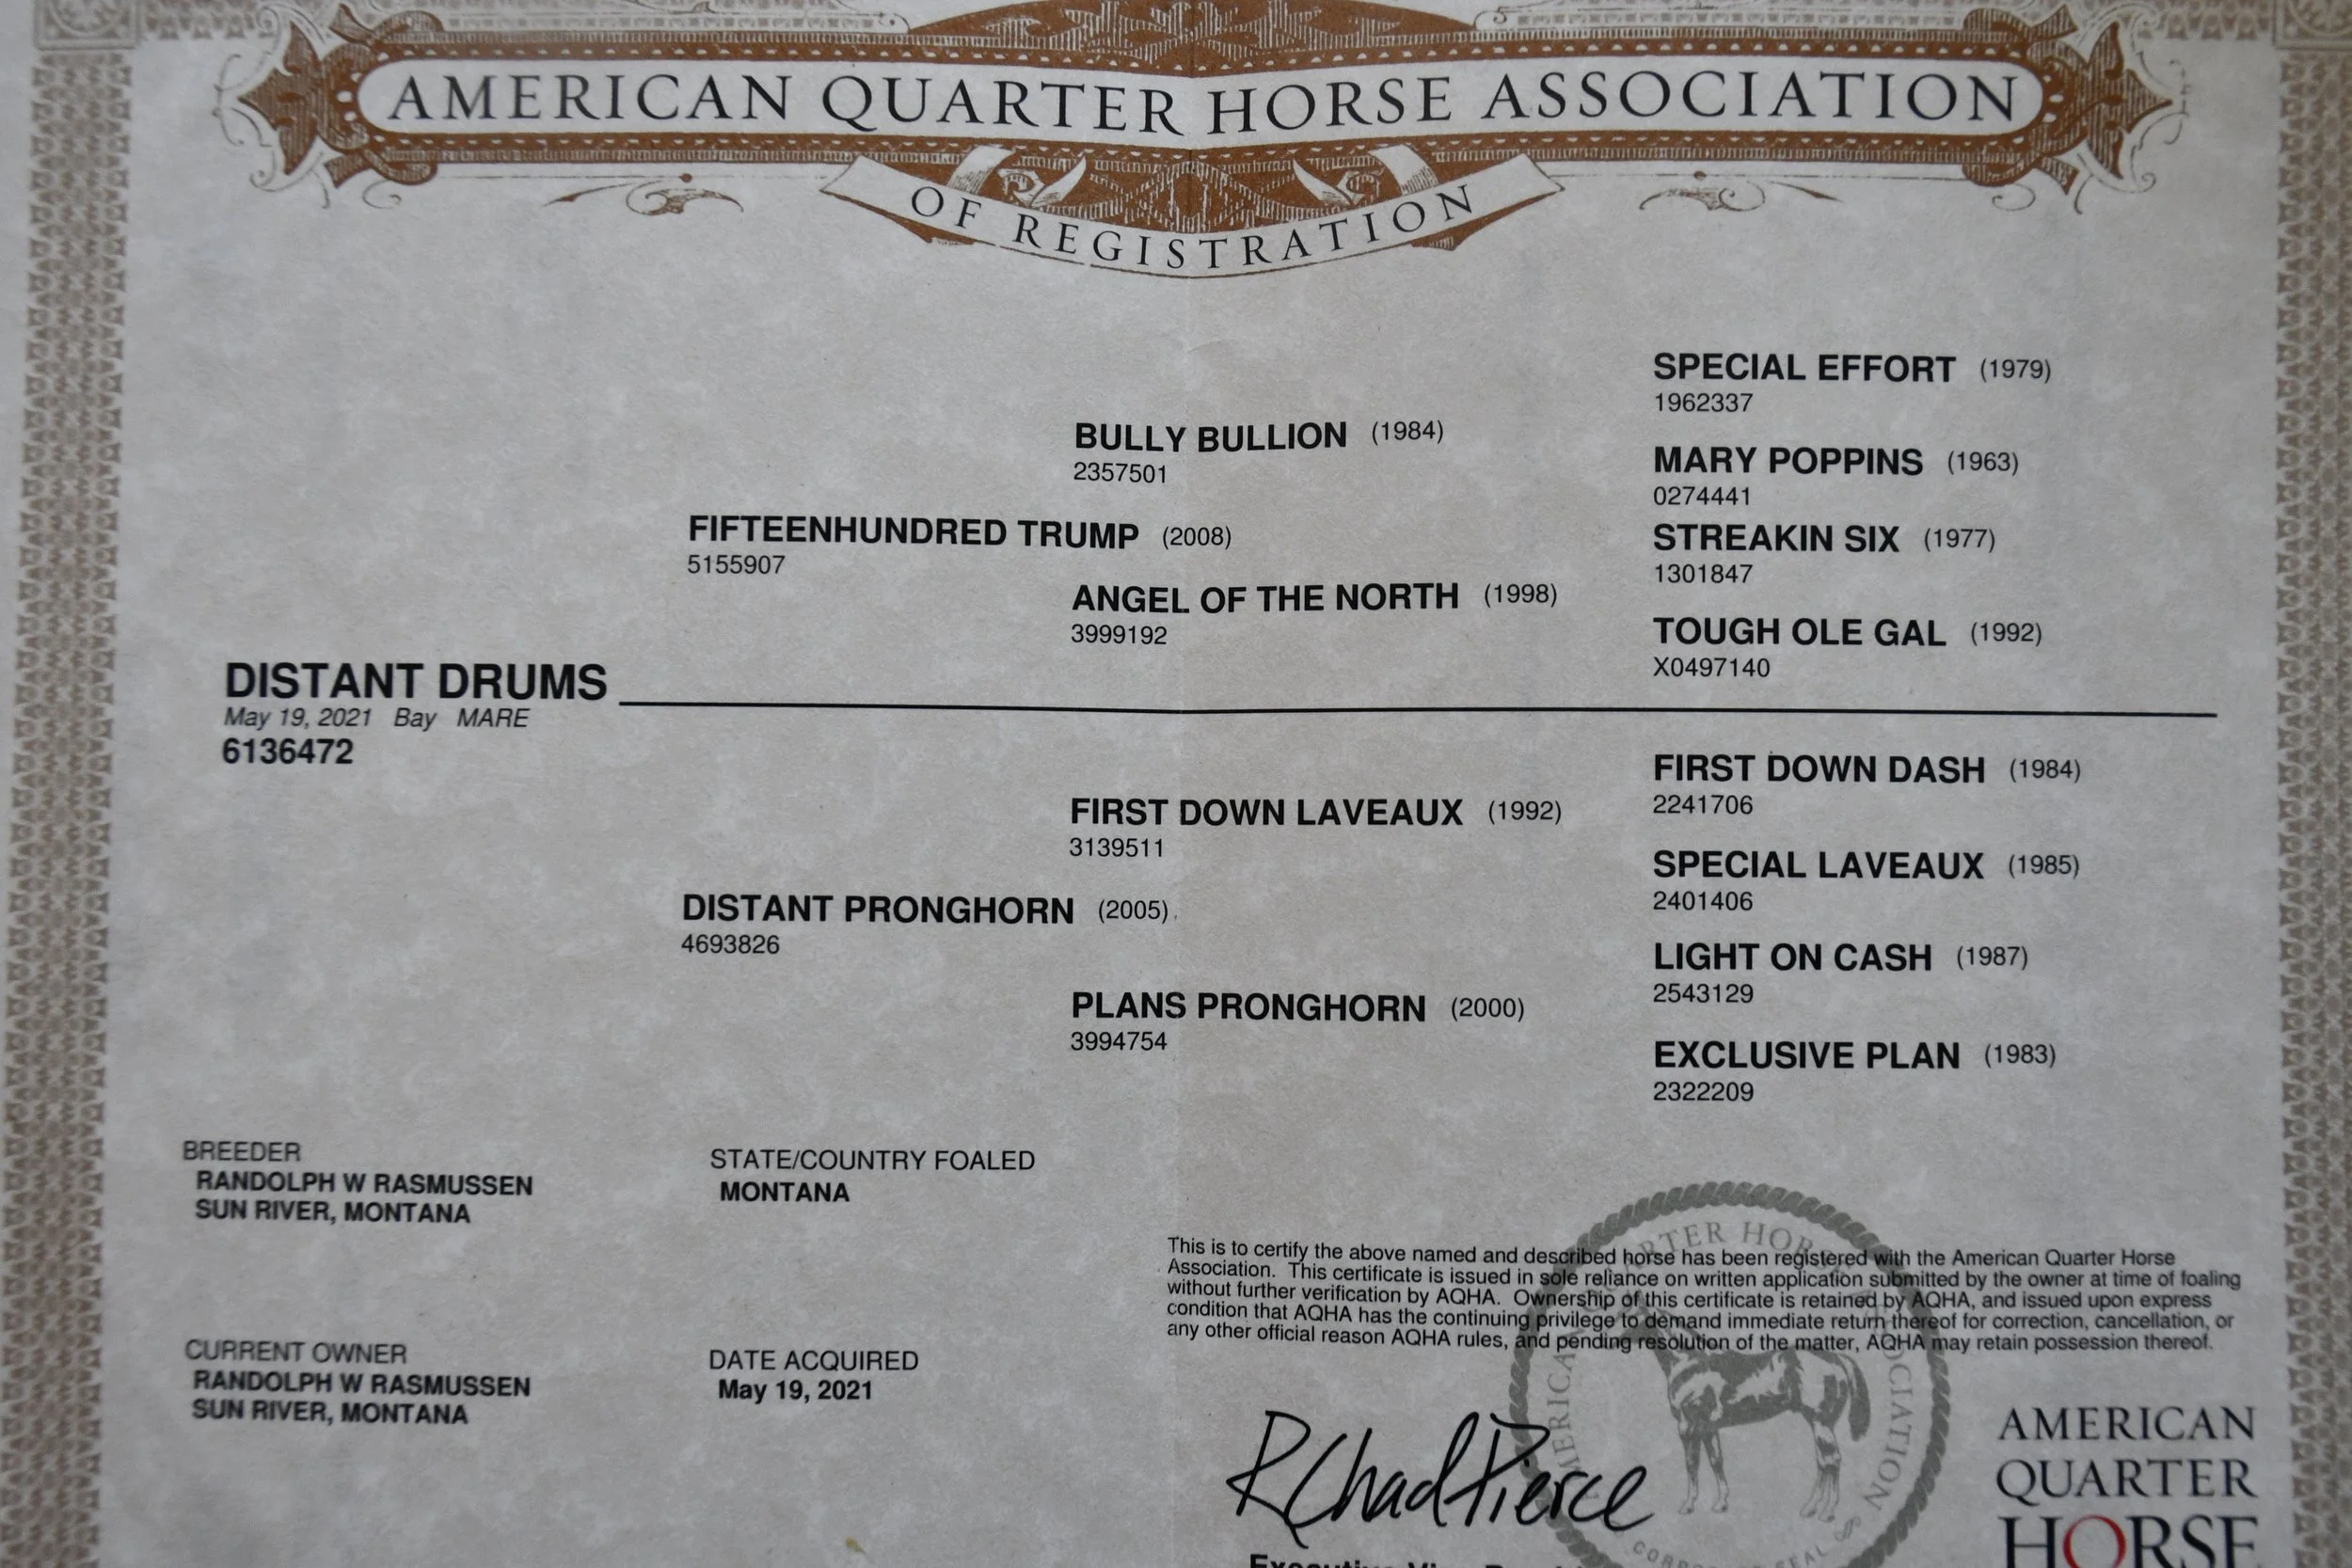 AMERICAN QUARTER HORSE ASSOCIATION
OF REGISTRATION
SPECIAL EFFORT (1979)
1962337
BULLY BULLION (1984)
2357501
MARY POPPINS (1963)
0274441
FIFTEENHUNDRED TRUMP (2008)
5155907
STREAKIN SIX (1977)
1301847
ANGEL OF THE NORTH (1998)
3999192
TOUGH OLE GAL (1992)
X0497140
DISTANT DRUMS
May 19, 2021 Bay MARE
6136472
FIRST DOWN DASH (1984)
2241706
FIRST DOWN LAVEAUX (1992)
3139511
SPECIAL LAVEAUX (1985)
2401406
DISTANT PRONGHORN (2005)
4693826
LIGHT ON CASH (1987)
2543129
PLANS PRONGHORN (2000)
3994754
EXCLUSIVE PLAN (1983)
2322209
BREEDER
RANDOLPH W RASMUSSEN
SUN RIVER, MONTANA
STATE/COUNTRY FOALED
MONTANA
CURRENT OWNER
RANDOLPH W RASMUSSEN
SUN RIVER, MONTANA
DATE ACQUIRED
May 19, 2021
This is to certify the above named and described horse has been registered with the American Quarter Horse
Association. This certificate is issued in sole reliance on written application submitted by the owner at time of foaling
without further verification by AQHA. Ownership of this certificate is retained by AQHA, and issued upon express
condition that AQHA has the continuing privilege to demand immediate return thereof for correction, cancellation, or
any other official reason AQHA rules, and pending resolution of the matter, AQHA may retain possession thereof.
R Chad Pierce
AMERICAN
QUARTER
HORSE